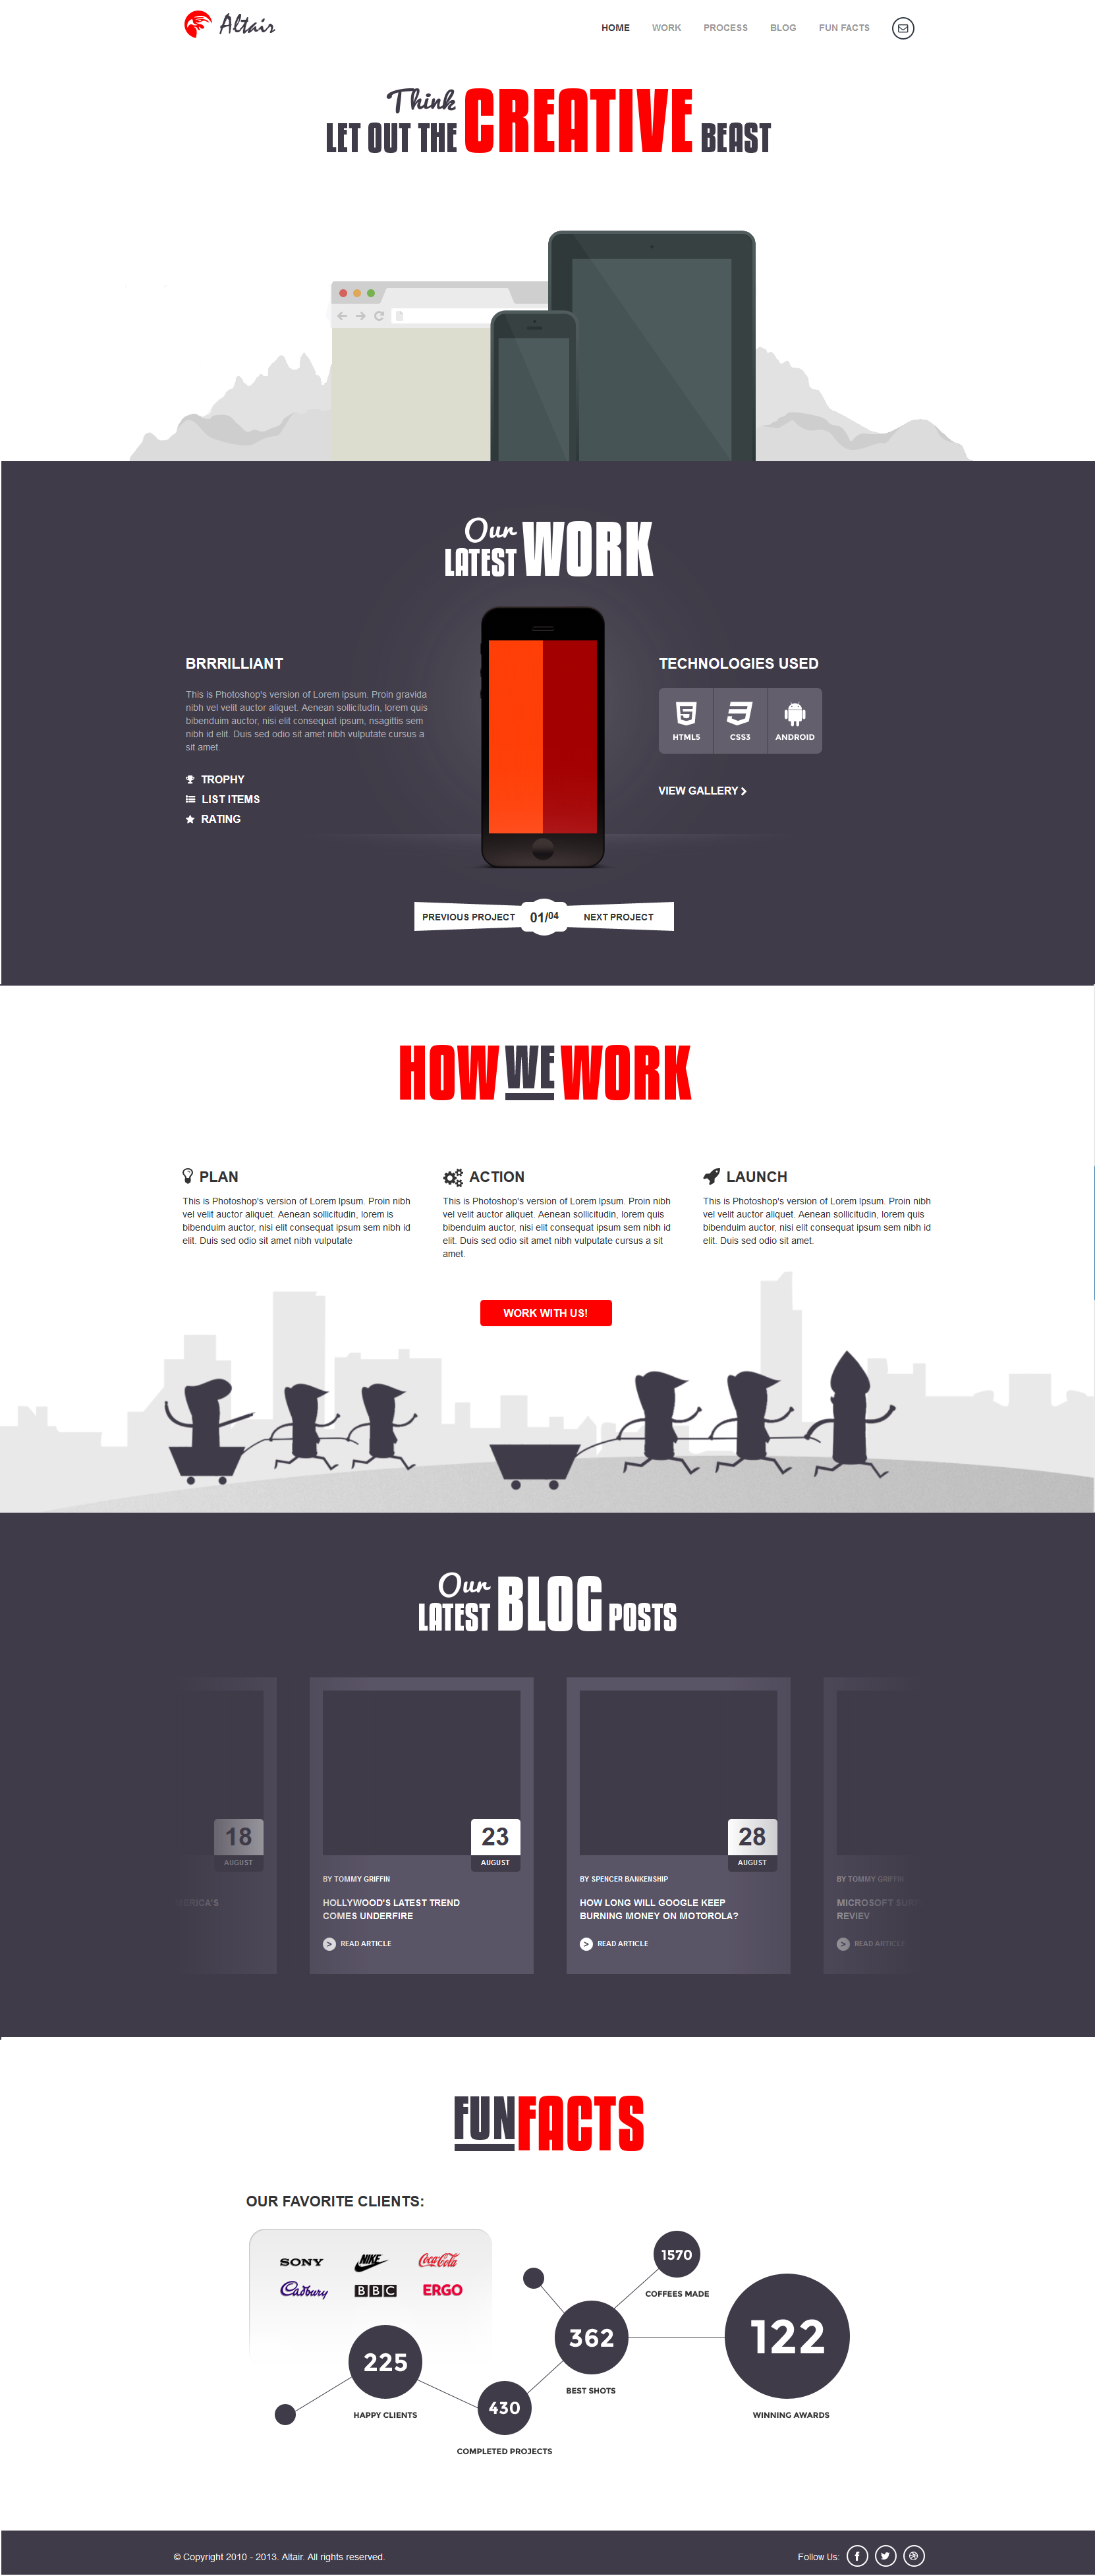 Altair
HOME WORK PROCESS BLOG FUN FACTS
Think
LET OUT THE CREATIVE BEAST
Our
LATEST WORK
BRRRILLIANT
This is Photoshop's version of Lorem Ipsum. Proin gravida
nibh vel velit auctor aliquet. Aenean sollicitudin, lorem quis
bibenduim auctor, nisi elit consequat ipsum, nsagittis sem
nibh id elit. Duis sed odio sit amet nibh vulputate cursus a
sit amet.
TROPHY
LIST ITEMS
RATING
TECHNOLOGIES USED
HTML5 CSS3 ANDROID
VIEW GALLERY
PREVIOUS PROJECT 01/04 NEXT PROJECT
HOW WE WORK
PLAN
This is Photoshop's version of Lorem Ipsum. Proin nibh
vel velit auctor aliquet. Aenean sollicitudin, lorem is
bibenduim auctor, nisi elit consequat ipsum sem nibh id
elit. Duis sed odio sit amet nibh vulputate
ACTION
This is Photoshop's version of Lorem Ipsum. Proin nibh
vel velit auctor aliquet. Aenean sollicitudin, lorem quis
bibenduim auctor, nisi elit consequat ipsum sem nibh id
elit. Duis sed odio sit amet nibh vulputate cursus a sit
amet.
LAUNCH
This is Photoshop's version of Lorem Ipsum. Proin nibh
vel velit auctor aliquet. Aenean sollicitudin, lorem quis
bibenduim auctor, nisi elit consequat ipsum sem nibh id
elit. Duis sed odio sit amet.
WORK WITH US!
Our
LATEST BLOG POSTS
18
AUGUST
23
AUGUST
BY TOMMY GRIFFIN
HOLLYWOOD'S LATEST TREND
COMES UNDERFIRE
READ ARTICLE
28
AUGUST
BY SPENCER BANKENSHIP
HOW LONG WILL GOOGLE KEEP
BURNING MONEY ON MOTOROLA?
READ ARTICLE
BY TOMMY GRIFFIN
MICROSOFT
REVIEV
READ ARTICLE
FUN FACTS
OUR FAVORITE CLIENTS:
SONY NIKE Coca-Cola
Cadbury BBC ERGO
1570
COFFEES MADE
362
BEST SHOTS
122
WINNING AWARDS
225
HAPPY CLIENTS
430
COMPLETED PROJECTS
© Copyright 2010 - 2013. Altair. All rights reserved.
Follow Us: